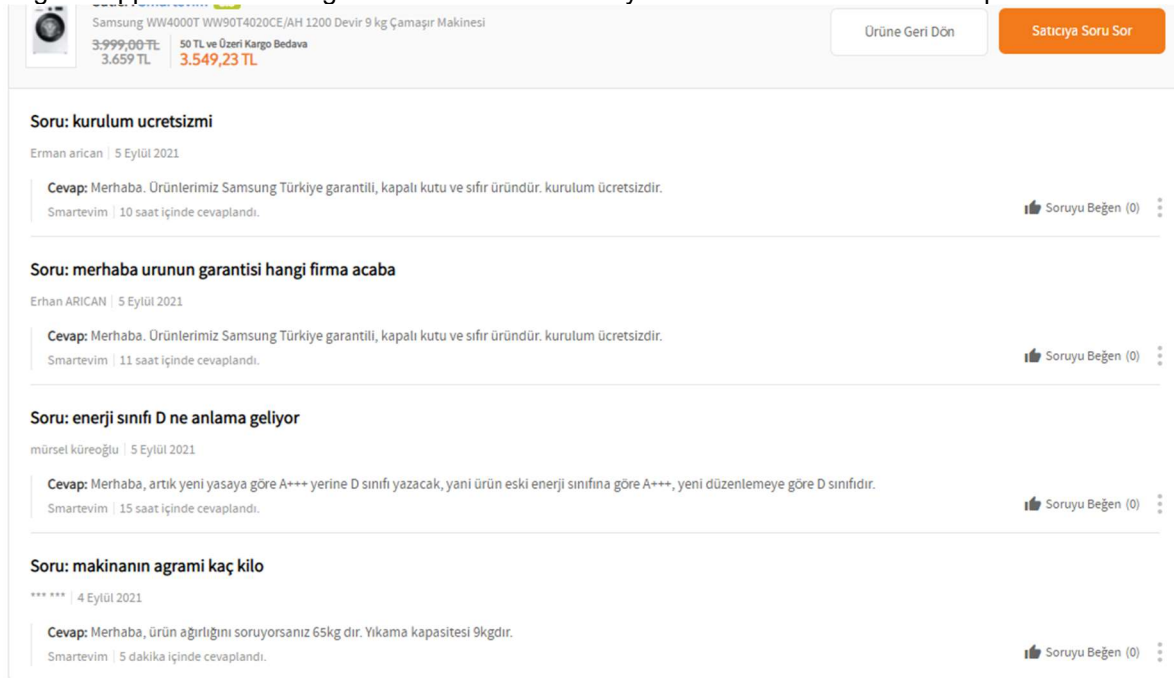 Samsung WW4000T WW90T4020CE/AH 1200 Devir 9 kg Çamaşır Makinesi
3.999,00 TL
3.659 TL
50 TL ve Üzeri Kargo Bedava
3.549,23 TL
Ürüne Geri Dön
Satıcıya Soru Sor
Soru: kurulum ucretsizmi
Erman arican | 5 Eylül 2021
Cevap: Merhaba. Ürünlerimiz Samsung Türkiye garantili, kapalı kutu ve sıfır üründür. kurulum ücretsizdir.
Smartevim | 10 saat içinde cevaplandı.
Soruyu Beğen (0)
Soru: merhaba urunun garantisi hangi firma acaba
Erhan ARICAN | 5 Eylül 2021
Cevap: Merhaba. Ürünlerimiz Samsung Türkiye garantili, kapalı kutu ve sıfır üründür. kurulum ücretsizdir.
Smartevim | 11 saat içinde cevaplandı.
Soruyu Beğen (0)
Soru: enerji sınıfı D ne anlama geliyor
mürsel küreoğlu | 5 Eylül 2021
Cevap: Merhaba, artık yeni yasaya göre A+++ yerine D sınıfı yazacak, yani ürün eski enerji sınıfına göre A+++, yeni düzenlemeye göre D sınıfıdır.
Smartevim | 15 saat içinde cevaplandı.
Soruyu Beğen (0)
Soru: makinanın agrami kaç kilo
*** *** | 4 Eylül 2021
Cevap: Merhaba, ürün ağırlığını soruyorsanız 65kg dır. Yıkama kapasitesi 9kgdır.
Smartevim | 5 dakika içinde cevaplandı.
Soruyu Beğen (0)